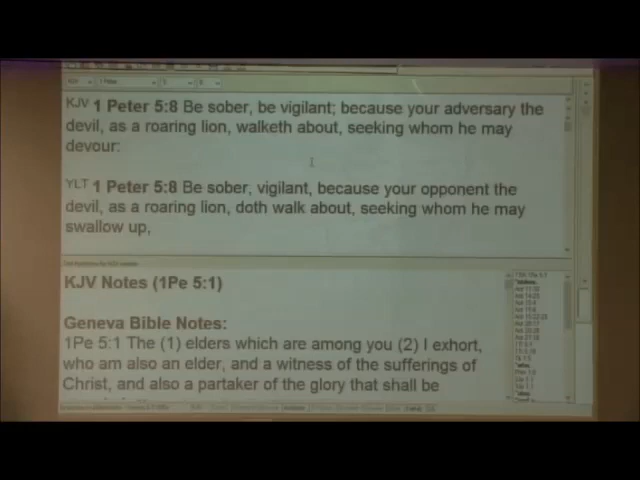 KJV 1 Peter 5:8 Be sober, be vigilant; because your adversary the
devil, as a roaring lion, walketh about, seeking whom he may
devour:
YLT 1 Peter 5:8 Be sober, vigilant, because your opponent the
devil, as a roaring lion, doth walk about, seeking whom he may
swallow up,
KJV Notes (1Pe 5:1)
Geneva Bible Notes:
1Pe 5:1 The (1) elders which are among you (2) I exhort,
who am also an elder, and a witness of the sufferings of
Christ, and also a partaker of the glory that shall be